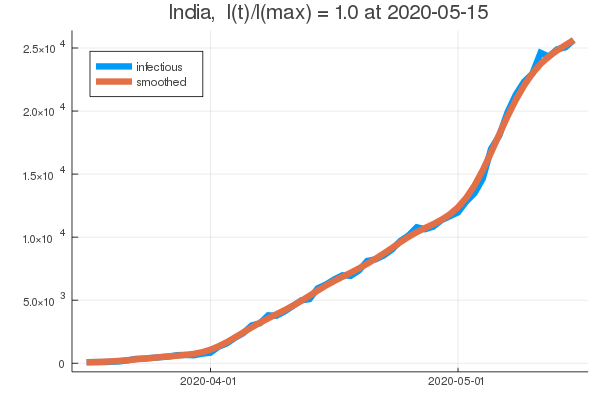 India,  I(t)/I(max) = 1.0 at 2020-05-15
2.5×10⁴
infectious
smoothed
2.0×10⁴
1.5×10⁴
1.0×10⁴
5.0×10³
0
2020-04-01 2020-05-01